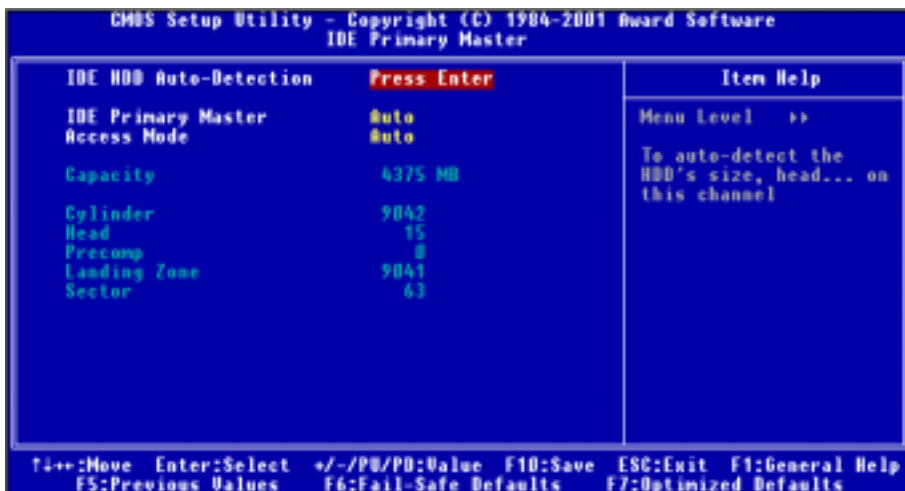 CMOS Setup Utility - Copyright (C) 1984-2001 Award Software
IDE Primary Master
IDE HDD Auto-Detection Press Enter
IDE Primary Master Auto
Access Mode Auto
Capacity 4375 MB
Cylinder 9042
Head 15
Precomp 0
Landing Zone 9041
Sector 63
Item Help
Menu Level ▸▸
To auto-detect the
HDD's size, head... on
this channel
↑↓→←:Move Enter:Select +/-/PU/PD:Value F10:Save ESC:Exit F1:General Help
F5:Previous Values F6:Fail-Safe Defaults F7:Optimized Defaults